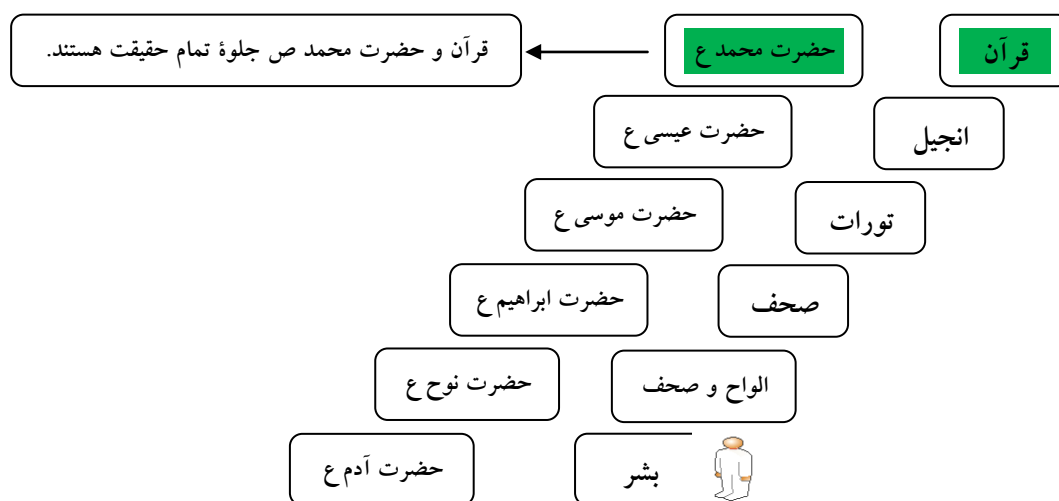 قرآن
حضرت محمد ع
قرآن و حضرت محمد ص جلوۀ تمام حقیقت هستند.
انجیل
حضرت عیسی ع
تورات
حضرت موسی ع
صحف
حضرت ابراهیم ع
الواح و صحف
حضرت نوح ع
بشر
حضرت آدم ع